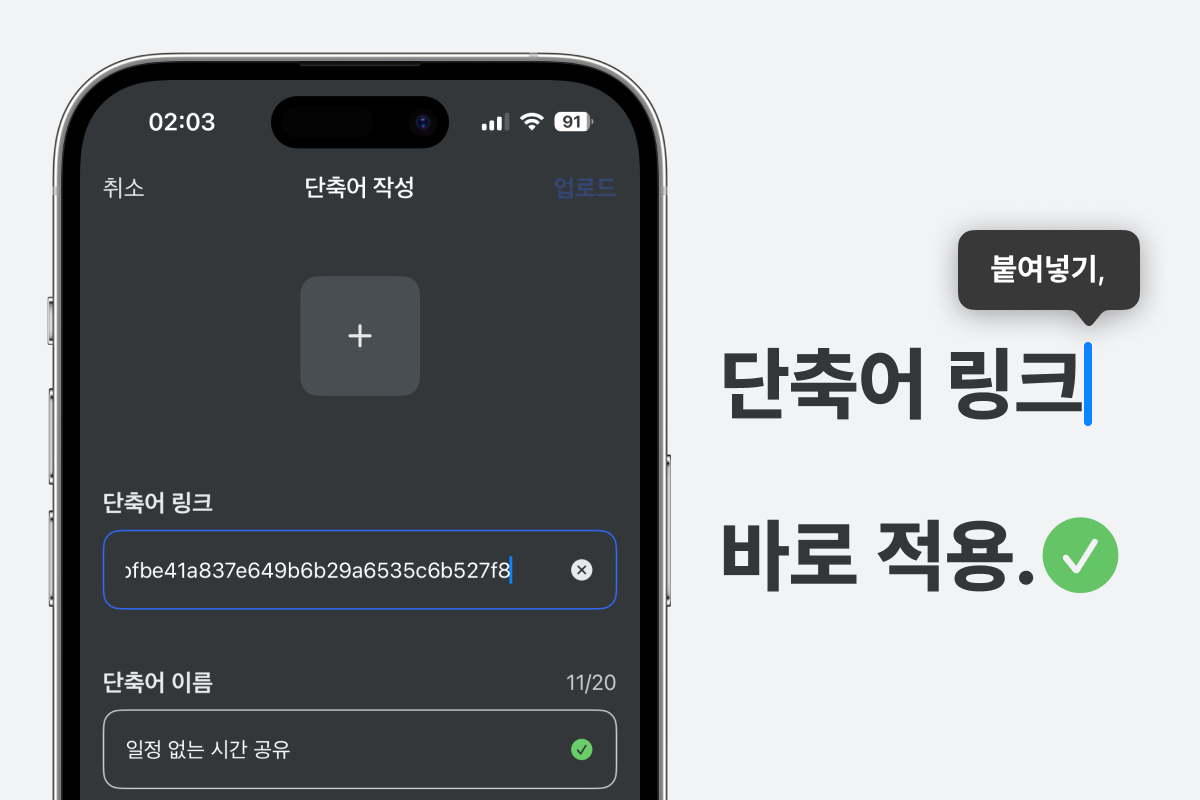 02:03
91
취소 단축어 작성 업로드
단축어 링크
ofbe41a837e649b6b29a6535c6b527f8
단축어 이름 11/20
일정 없는 시간 공유
붙여넣기,
단축어 링크
바로 적용.